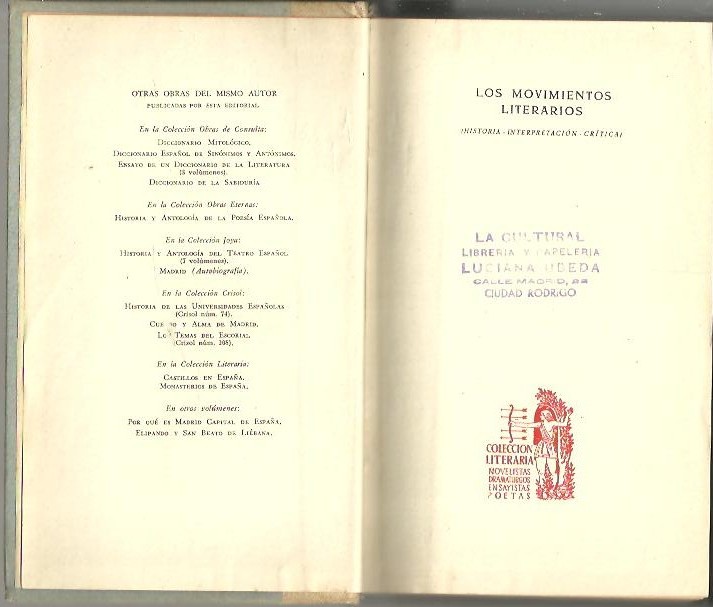 OTRAS OBRAS DEL MISMO AUTOR
PUBLICADAS POR ESTA EDITORIAL
En la Colección Obras de Consulta:
DICCIONARIO MITOLÓGICO.
DICCIONARIO ESPAÑOL DE SINÓNIMOS Y ANTÓNIMOS.
ENSAYO DE UN DICCIONARIO DE LA LITERATURA
(3 volúmenes).
DICCIONARIO DE LA SABIDURÍA
En la Colección Obras Eternas:
HISTORIA Y ANTOLOGÍA DE LA POESÍA ESPAÑOLA.
En la Colección Joya:
HISTORIA Y ANTOLOGÍA DEL TEATRO ESPAÑOL
(7 volúmenes).
MADRID (Autobiografía).
En la Colección Crisol:
HISTORIA DE LAS UNIVERSIDADES ESPAÑOLAS
(Crisol núm. 74).
Y ALMA DE MADRID.
TEMAS DEL ESCORIAL
(Crisol núm. 108).
En la Colección Literaria:
CASTILLOS EN ESPAÑA.
MONASTERIOS DE ESPAÑA.
En otros volúmenes:
POR QUÉ ES MADRID CAPITAL DE ESPAÑA.
ELIPANDO Y SAN BEATO DE LIÉBANA.
LOS MOVIMIENTOS
LITERARIOS
(HISTORIA - INTERPRETACIÓN - CRÍTICA)
LA CULTURAL
LIBRERIA Y PAPELERIA
LUCIANA UBEDA
CALLE MADRID, 28
CIUDAD RODRIGO
COLECCION
LITERARIA
NOVELISTAS
DRAMATURGOS
ENSAYISTAS
POETAS